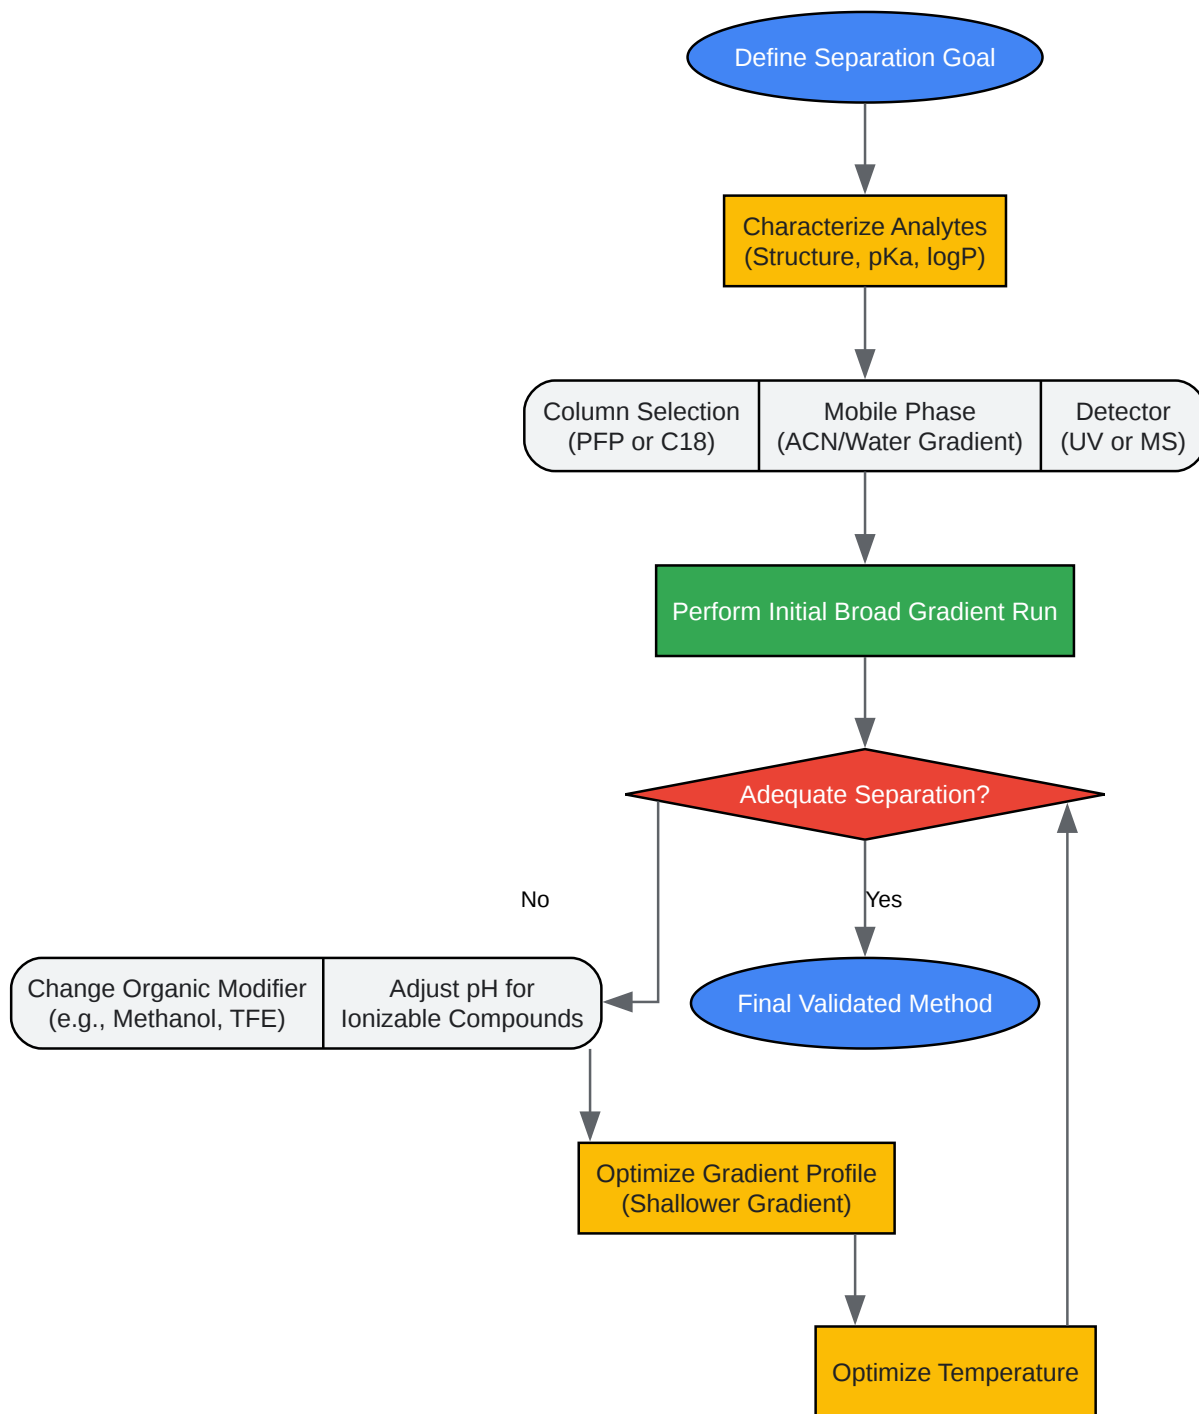 Define Separation Goal
Characterize Analytes
(Structure, pKa, logP)
Column Selection
(PFP or C18)
Mobile Phase
(ACN/Water Gradient)
Detector
(UV or MS)
Perform Initial Broad Gradient Run
Adequate Separation?
No
Yes
Change Organic Modifier
(e.g., Methanol, TFE)
Adjust pH for
Ionizable Compounds
Final Validated Method
Optimize Gradient Profile
(Shallower Gradient)
Optimize Temperature